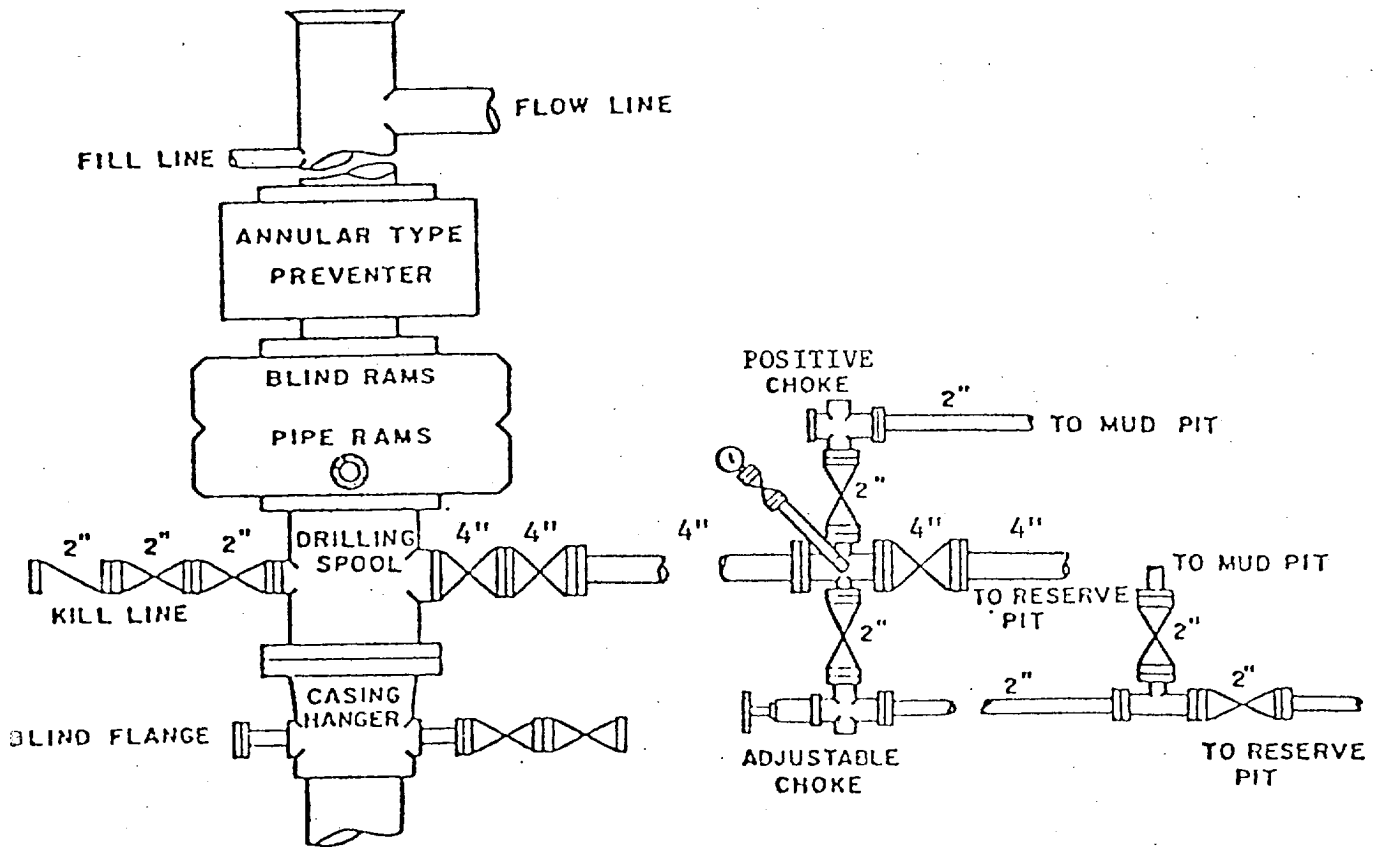 FLOW LINE
FILL LINE
ANNULAR TYPE
PREVENTER
BLIND RAMS
PIPE RAMS
DRILLING
SPOOL
2"
2"
2"
4"
4"
4"
KILL LINE
CASING
HANGER
BLIND FLANGE
POSITIVE
CHOKE
2"
TO MUD PIT
2"
4"
4"
TO RESERVE
PIT
2"
ADJUSTABLE
CHOKE
TO MUD PIT
2"
2"
2"
TO RESERVE
PIT